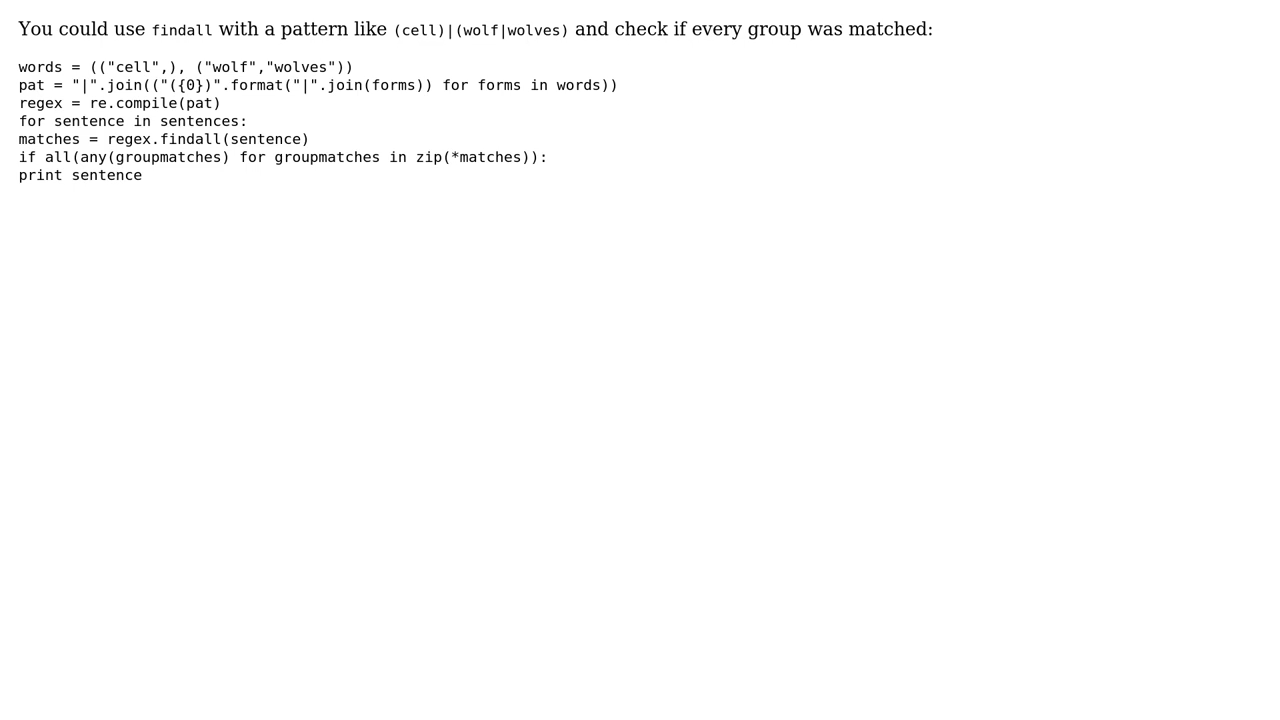 You could use findall with a pattern like (cell)|(wolf|wolves) and check if every group was matched:
words = (("cell",), ("wolf","wolves"))
pat = "|".join(("({0})".format("|".join(forms)) for forms in words))
regex = re.compile(pat)
for sentence in sentences:
matches = regex.findall(sentence)
if all(any(groupmatches) for groupmatches in zip(*matches)):
print sentence